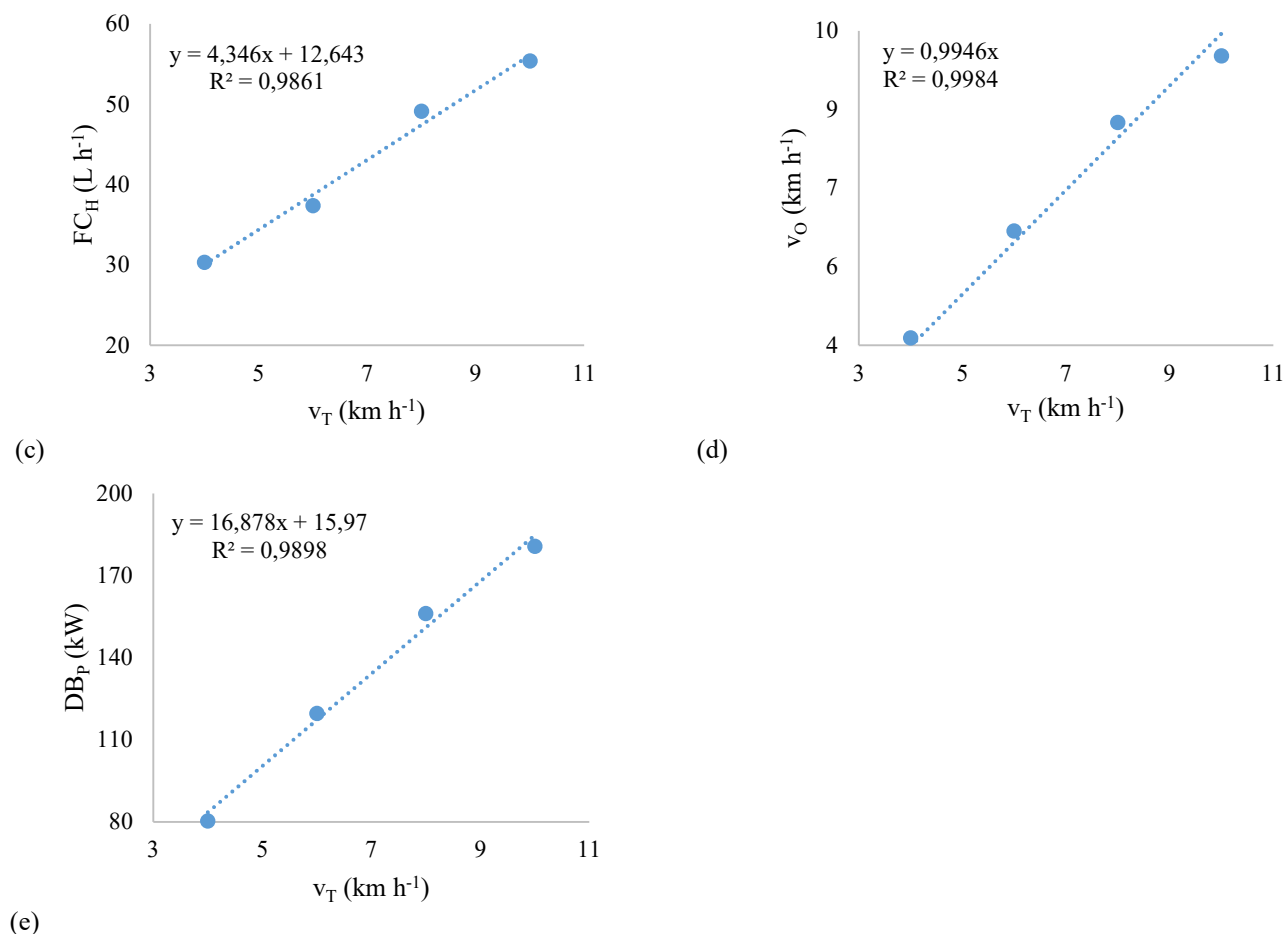 y = 4,346x + 12,643
R² = 0,9861
60
50
40
30
20
FC_H (L h⁻¹)
3 5 7 9 11
v_T (km h⁻¹)
(c)
y = 0,9946x
R² = 0,9984
10
9
7
6
4
v_O (km h⁻¹)
3 5 7 9 11
v_T (km h⁻¹)
(d)
y = 16,878x + 15,97
R² = 0,9898
200
170
140
110
80
DB_P (kW)
3 5 7 9 11
v_T (km h⁻¹)
(e)